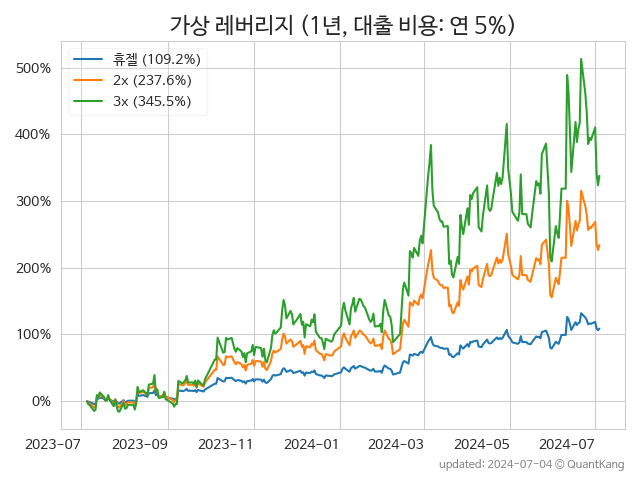 가상 레버리지 (1년, 대출 비용: 연 5%)
휴젤 (109.2%)
2x (237.6%)
3x (345.5%)
500%
400%
300%
200%
100%
0%
2023-07 2023-09 2023-11 2024-01 2024-03 2024-05 2024-07
updated: 2024-07-04 © QuantKang